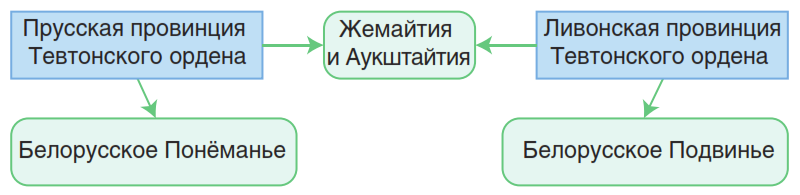 Прусская провинция
Тевтонского ордена
Жемайтия
и Аукштайтия
Ливонская провинция
Тевтонского ордена
Белорусское Понёманье
Белорусское Подвинье